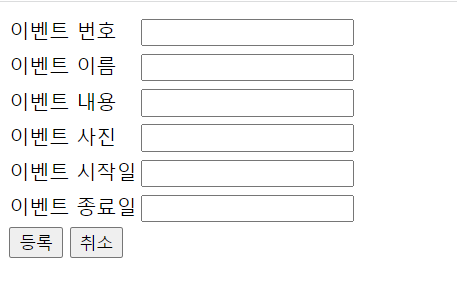 이벤트 번호
이벤트 이름
이벤트 내용
이벤트 사진
이벤트 시작일
이벤트 종료일
등록 취소